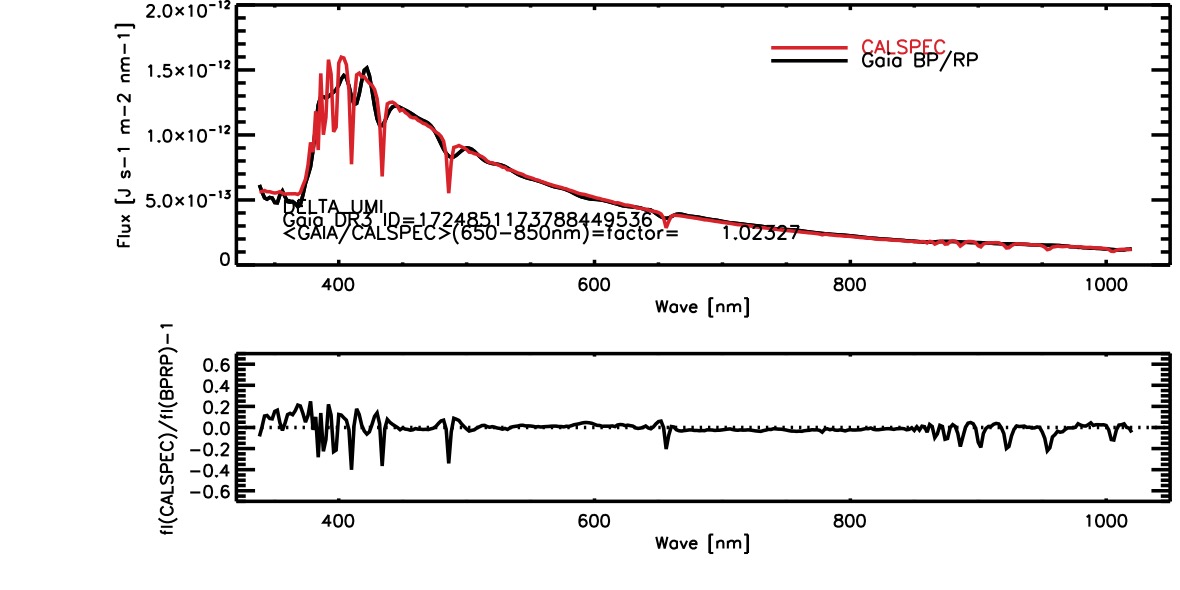 2.0×10−12
1.5×10−12
1.0×10−12
5.0×10−13
0
Flux [J s−1 m−2 nm−1]
CALSPEC
Gaia BP/RP
DELTA_UMI
Gaia DR3 ID=1724851173788449536
<GAIA/CALSPEC>(650−850nm)=factor= 1.02327
400 600 800 1000
Wave [nm]
fl(CALSPEC)/fl(BPRP)−1
0.6
0.4
0.2
0.0
−0.2
−0.4
−0.6
400 600 800 1000
Wave [nm]